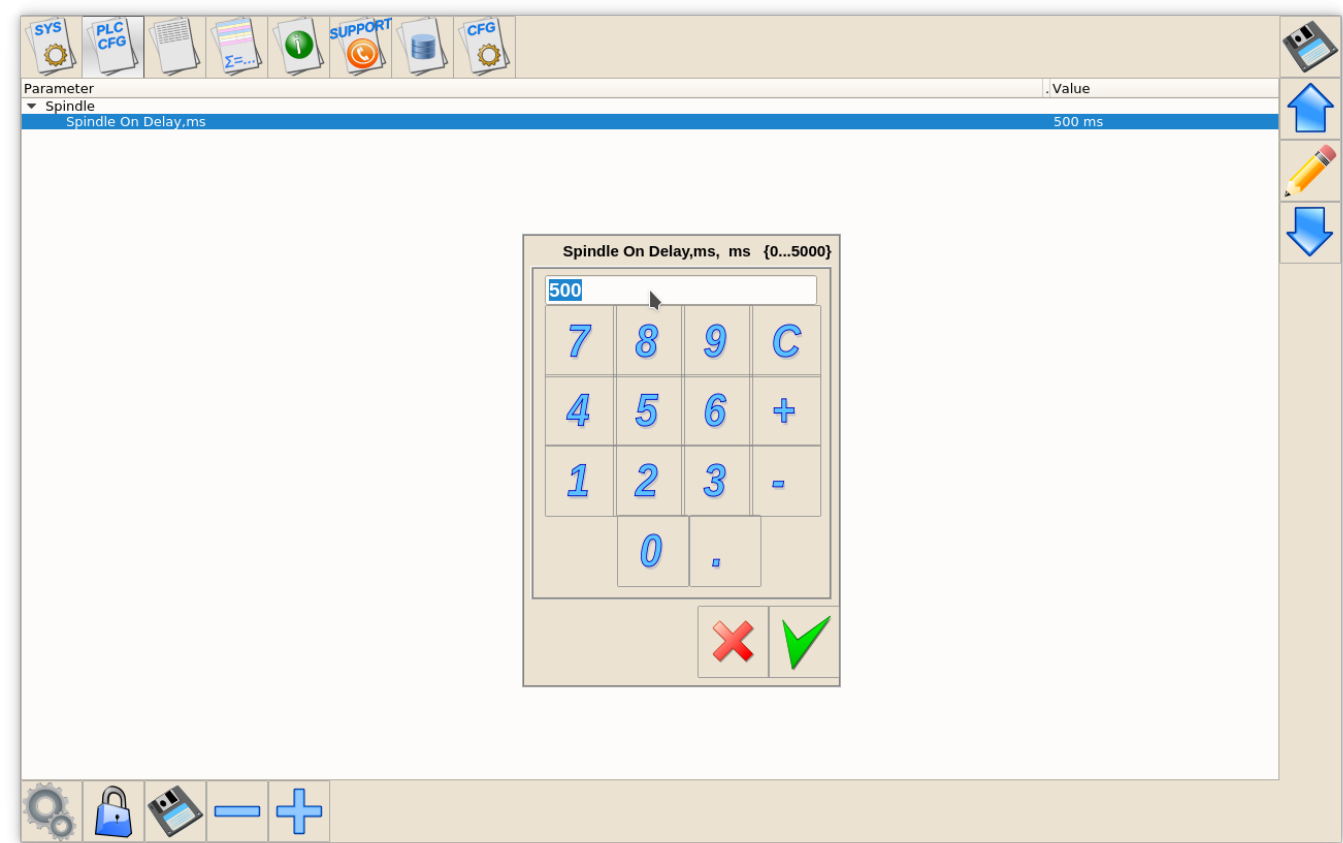 SYS
PLC
CFG
Σ=...
i
SUPPORT
CFG
Parameter . Value
Spindle
Spindle On Delay,ms 500 ms
Spindle On Delay,ms, ms {0...5000}
500
7 8 9 C
4 5 6 +
1 2 3 -
0 .